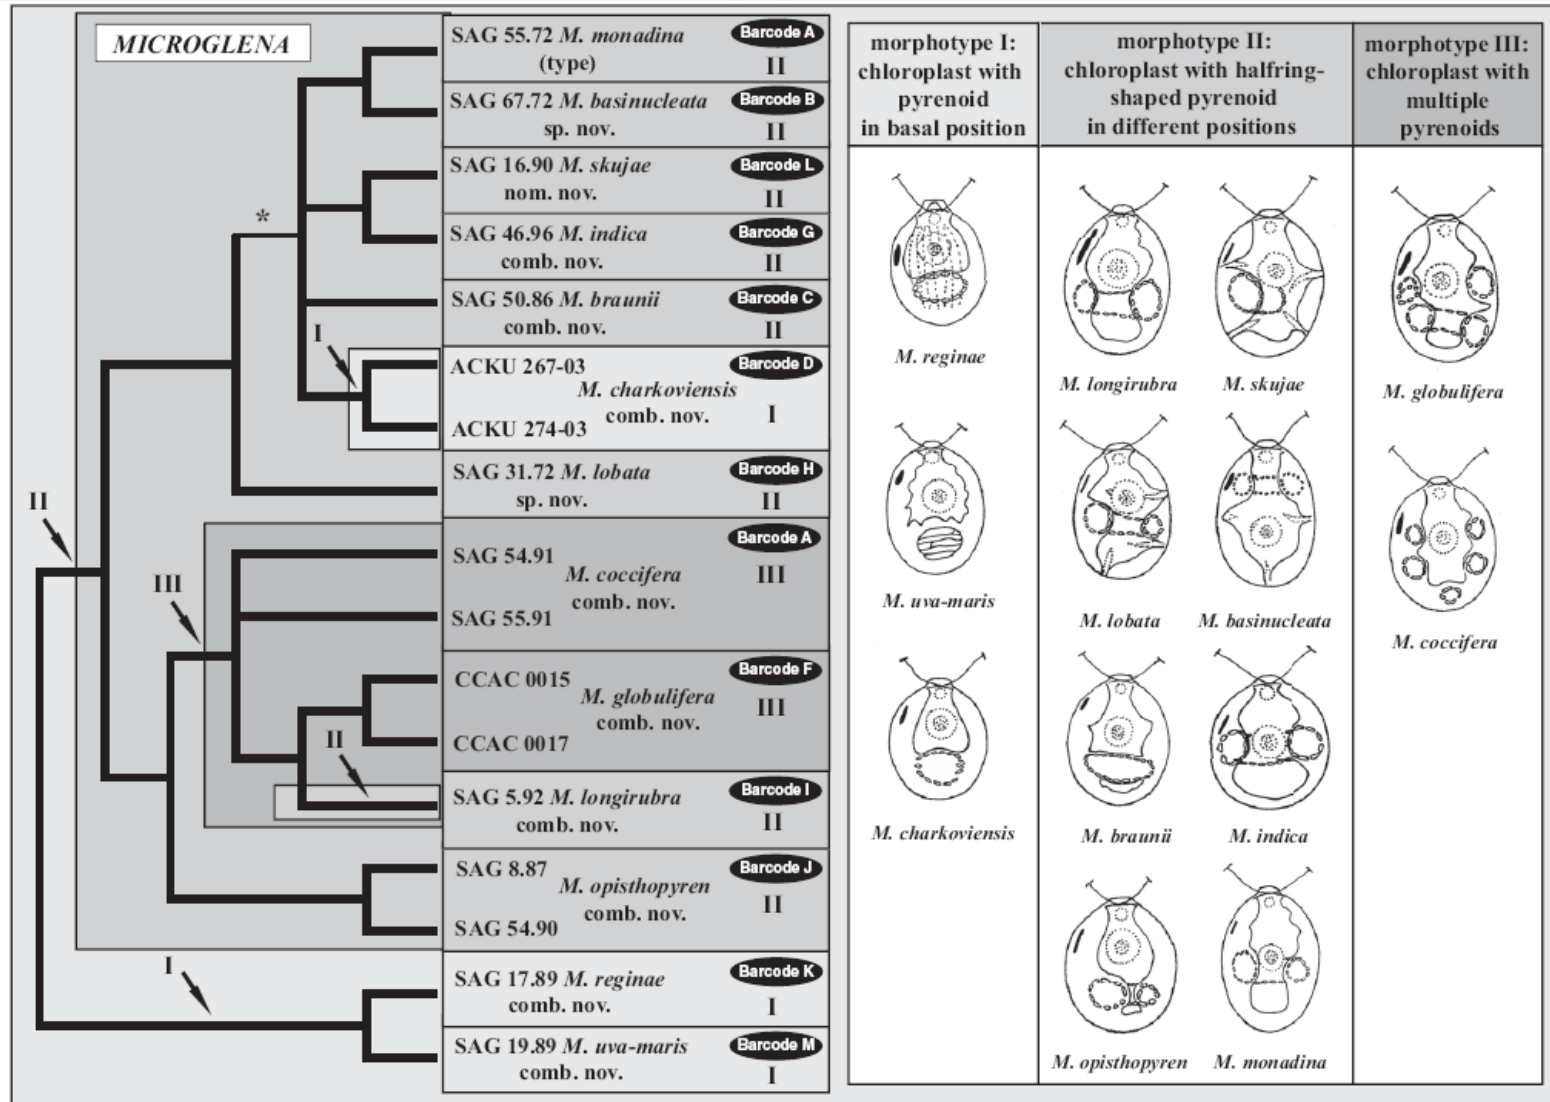 MICROGLENA
*
I
II
III
II
I
SAG 55.72 M. monadina
(type)
Barcode A
II
SAG 67.72 M. basinucleata
sp. nov.
Barcode B
II
SAG 16.90 M. skujae
nom. nov.
Barcode L
II
SAG 46.96 M. indica
comb. nov.
Barcode G
II
SAG 50.86 M. braunii
comb. nov.
Barcode C
II
ACKU 267-03
M. charkoviensis
comb. nov.
ACKU 274-03
Barcode D
I
SAG 31.72 M. lobata
sp. nov.
Barcode H
II
SAG 54.91
M. coccifera
comb. nov.
SAG 55.91
Barcode A
III
CCAC 0015
M. globulifera
comb. nov.
CCAC 0017
Barcode F
III
SAG 5.92 M. longirubra
comb. nov.
Barcode I
II
SAG 8.87
M. opisthopyren
comb. nov.
SAG 54.90
Barcode J
II
SAG 17.89 M. reginae
comb. nov.
Barcode K
I
SAG 19.89 M. uva-maris
comb. nov.
Barcode M
I
morphotype I:
chloroplast with
pyrenoid
in basal position
morphotype II:
chloroplast with halfring-
shaped pyrenoid
in different positions
morphotype III:
chloroplast with
multiple
pyrenoids
M. reginae
M. uva-maris
M. charkoviensis
M. longirubra
M. skujae
M. lobata
M. basinucleata
M. braunii
M. indica
M. opisthopyren
M. monadina
M. globulifera
M. coccifera